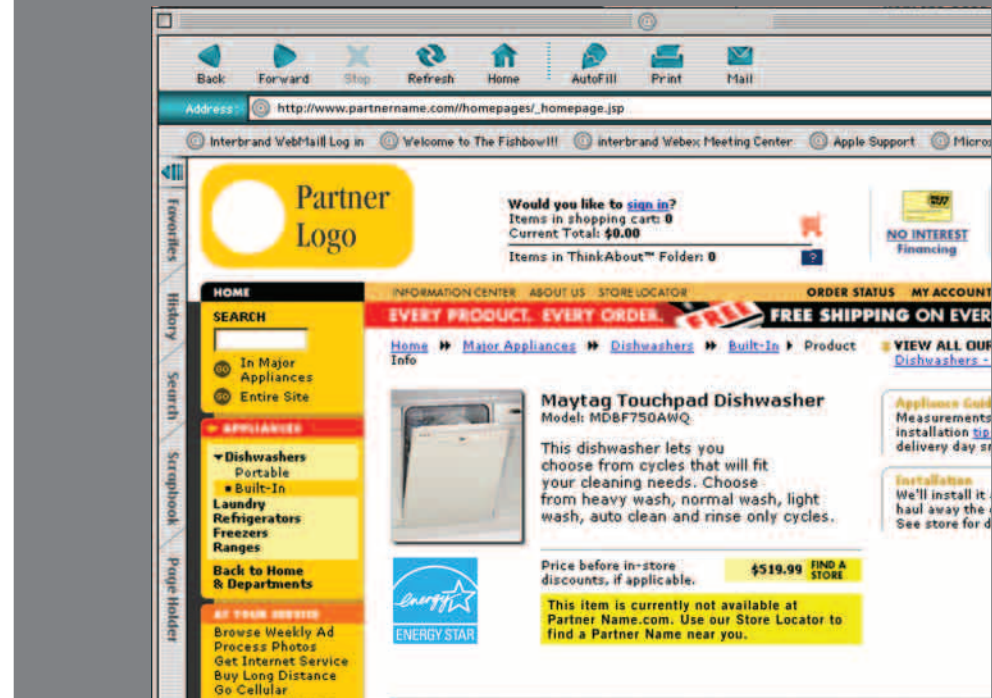 Back Forward Stop Refresh Home AutoFill Print Mail
Address: http://www.partnername.com//homepages/_homepage.jsp
Interbrand WebMail| Log in Welcome to The Fishbowl!! interbrand Webex Meeting Center Apple Support
Favorites
History
Search
Scrapbook
Page Holder
Partner
Logo
Would you like to sign in?
Items in shopping cart: 0
Current Total: $0.00
Items in ThinkAbout™ Folder: 0
?
NO INTEREST
Financing
HOME
INFORMATION CENTER ABOUT US STORE LOCATOR ORDER STATUS MY ACCOUNT
EVERY PRODUCT. EVERY ORDER. FREE FREE SHIPPING ON EVER
SEARCH
GO In Major
Appliances
GO Entire Site
APPLIANCES
Dishwashers
Portable
Built-In
Laundry
Refrigerators
Freezers
Ranges
Back to Home
& Departments
AT YOUR SERVICE
Browse Weekly Ad
Process Photos
Get Internet Service
Buy Long Distance
Go Cellular
Home Major Appliances Dishwashers Built-In Product
Info
VIEW ALL OUR
Dishwashers -
Maytag Touchpad Dishwasher
Model: MDBF750AWQ
This dishwasher lets you
choose from cycles that will fit
your cleaning needs. Choose
from heavy wash, normal wash, light
wash, auto clean and rinse only cycles.
Appliance Guid
Measurements
installation tip
delivery day
Installation
We'll install it
haul away the
See store for d
energy
ENERGY STAR
Price before in-store
discounts, if applicable.
$519.99 FIND A
STORE
This item is currently not available at
Partner Name.com. Use our Store Locator to
find a Partner Name near you.